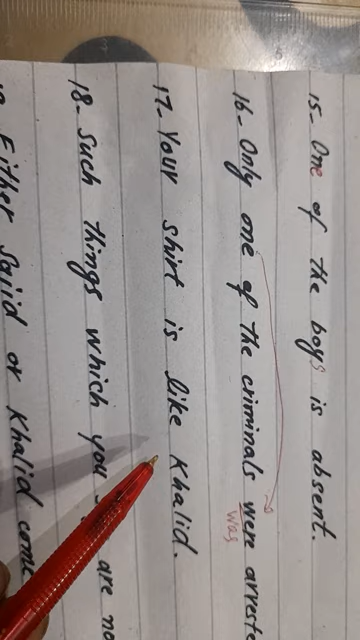 15- One of the boys is absent.
16- Only one of the criminals were
was
17- Your shirt is like Khalid.
18- Such things which you are
Either Sajid or Khalid come